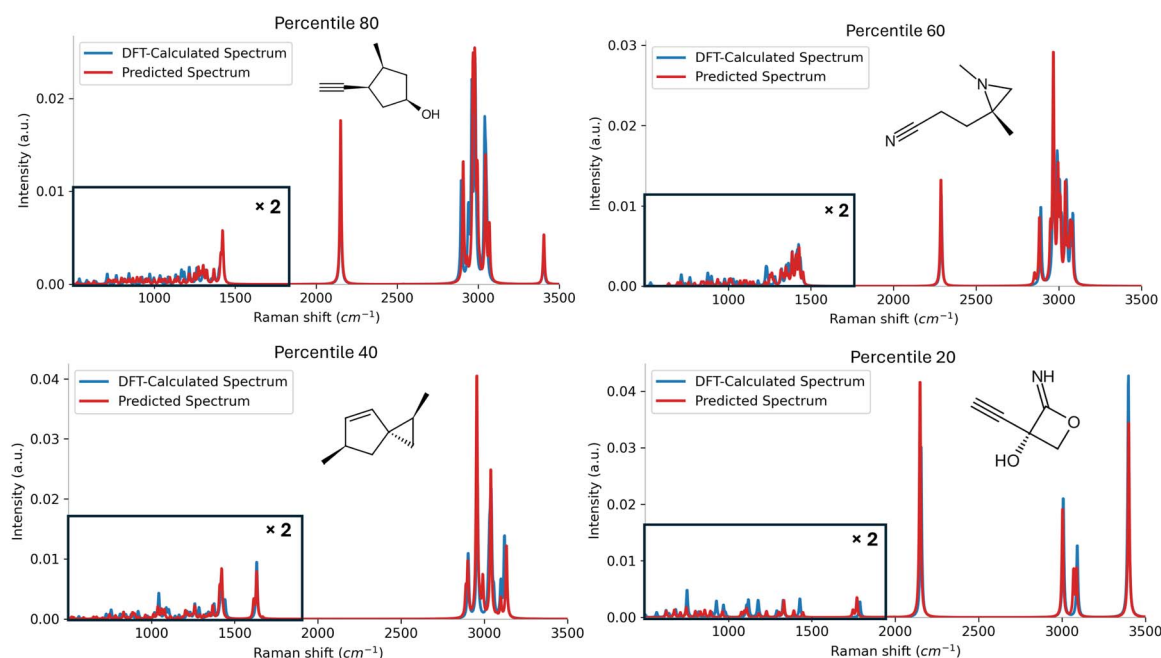 Percentile 80
DFT-Calculated Spectrum
Predicted Spectrum
OH
× 2
0.02
0.01
0.00
Intensity (a.u.)
1000 1500 2000 2500 3000 3500
Raman shift (cm⁻¹)
Percentile 60
DFT-Calculated Spectrum
Predicted Spectrum
N
N
× 2
0.03
0.02
0.01
0.00
Intensity (a.u.)
1000 1500 2000 2500 3000 3500
Raman shift (cm⁻¹)
Percentile 40
DFT-Calculated Spectrum
Predicted Spectrum
× 2
0.04
0.03
0.02
0.01
0.00
Intensity (a.u.)
1000 1500 2000 2500 3000 3500
Raman shift (cm⁻¹)
Percentile 20
DFT-Calculated Spectrum
Predicted Spectrum
NH
O
HO
× 2
0.04
0.03
0.02
0.01
0.00
Intensity (a.u.)
1000 1500 2000 2500 3000 3500
Raman shift (cm⁻¹)